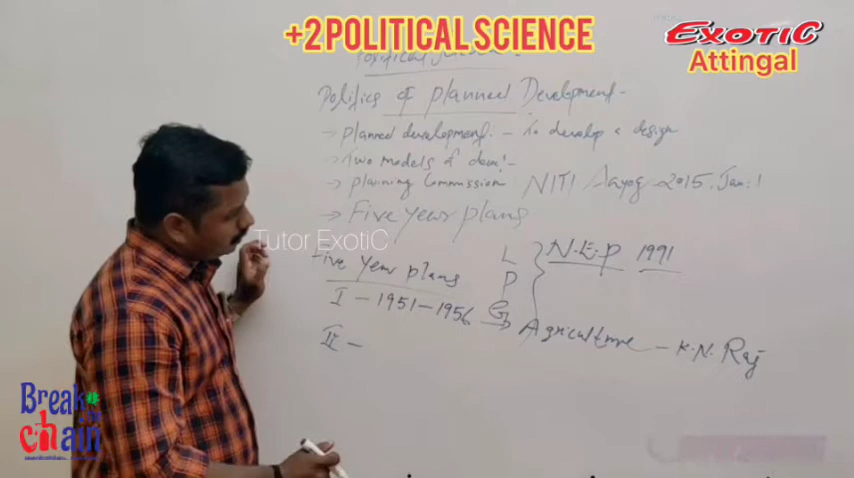 +2 POLITICAL SCIENCE
EXOTIC
Attingal
Politics of planned Development -
→ planned development. - to develop a design
→ Two models of devt -
→ planning Commission NITI Aayog 2015 Jan: 1
→ Five Year plans
Tutor ExotiC
Five Year plans
L
P
G
N.E.P 1991
I - 1951-1956 → Agriculture - K.N. Raj
II -
Break
the
chain